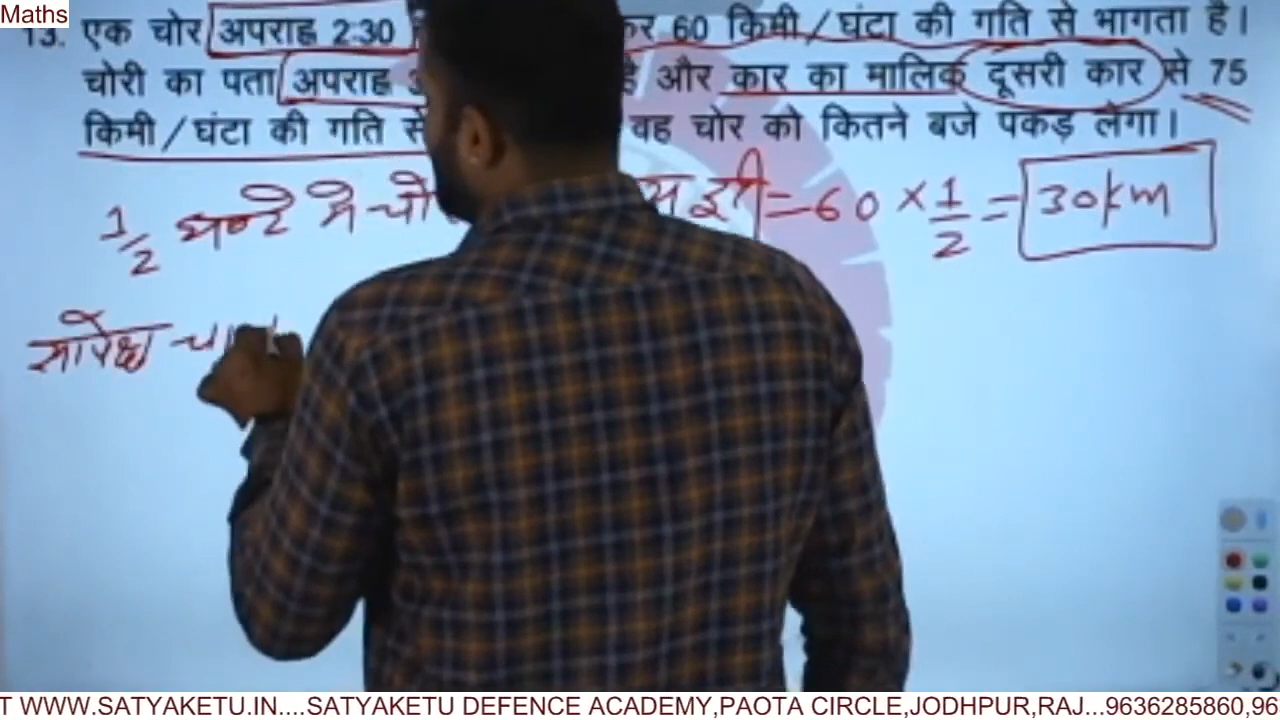 Maths
13. एक चोर अपराह्न 2:30 कर 60 किमी/घंटा की गति से भागता है।
चोरी का पता अपराह्न 3 है और कार का मालिक दूसरी कार से 75
किमी/घंटा की गति से वह चोर को कितने बजे पकड़ लेगा।
1/2 घण्टे मे = 60 × 1/2 = 30km
सापेक्ष चा
T WWW.SATYAKETU.IN....SATYAKETU DEFENCE ACADEMY,PAOTA CIRCLE,JODHPUR,RAJ...9636285860,96